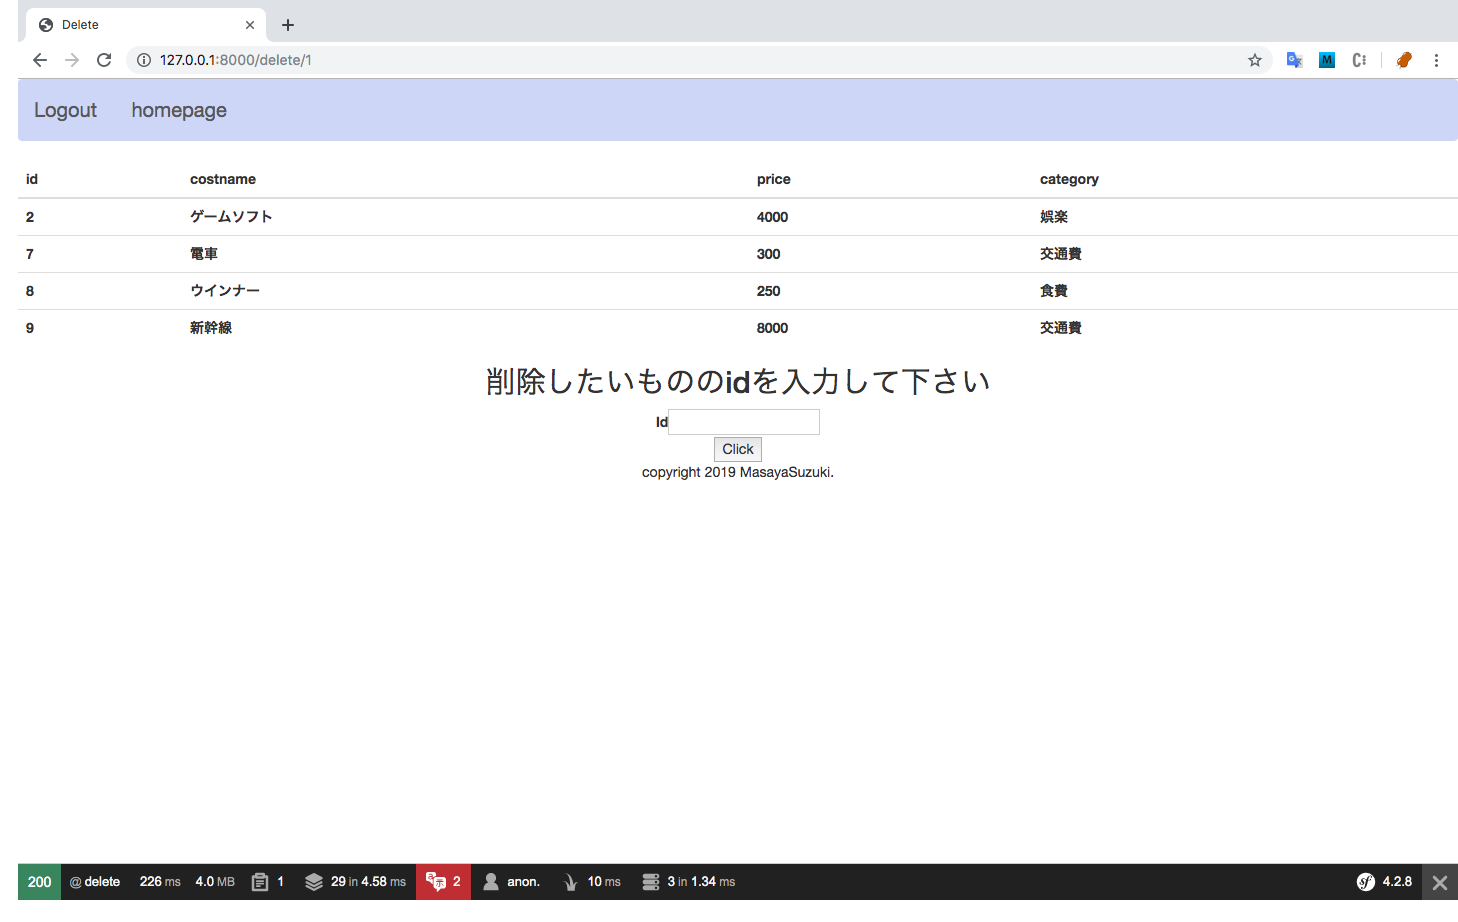 Delete
127.0.0.1:8000/delete/1
Logout homepage
id costname price category
2 ゲームソフト 4000 娯楽
7 電車 300 交通費
8 ウインナー 250 食費
9 新幹線 8000 交通費
削除したいもののidを入力して下さい
Id
Click
copyright 2019 MasayaSuzuki.
200 @ delete 226 ms 4.0 MB 1 29 in 4.58 ms 2 anon. 10 ms 3 in 1.34 ms sf 4.2.8